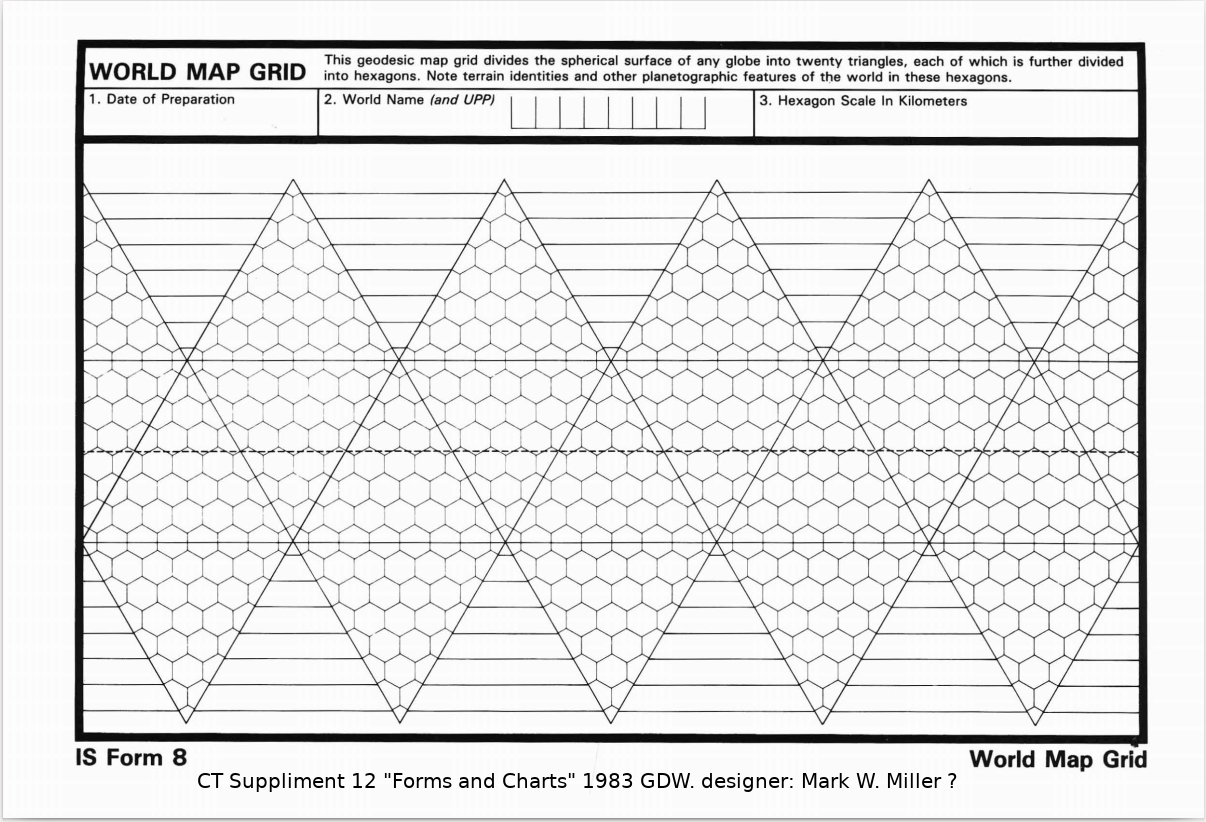 WORLD MAP GRID
This geodesic map grid divides the spherical surface of any globe into twenty triangles, each of which is further divided
into hexagons. Note terrain identities and other planetographic features of the world in these hexagons.
1. Date of Preparation
2. World Name (and UPP)
3. Hexagon Scale In Kilometers
IS Form 8
World Map Grid
CT Suppliment 12 "Forms and Charts" 1983 GDW. designer: Mark W. Miller ?